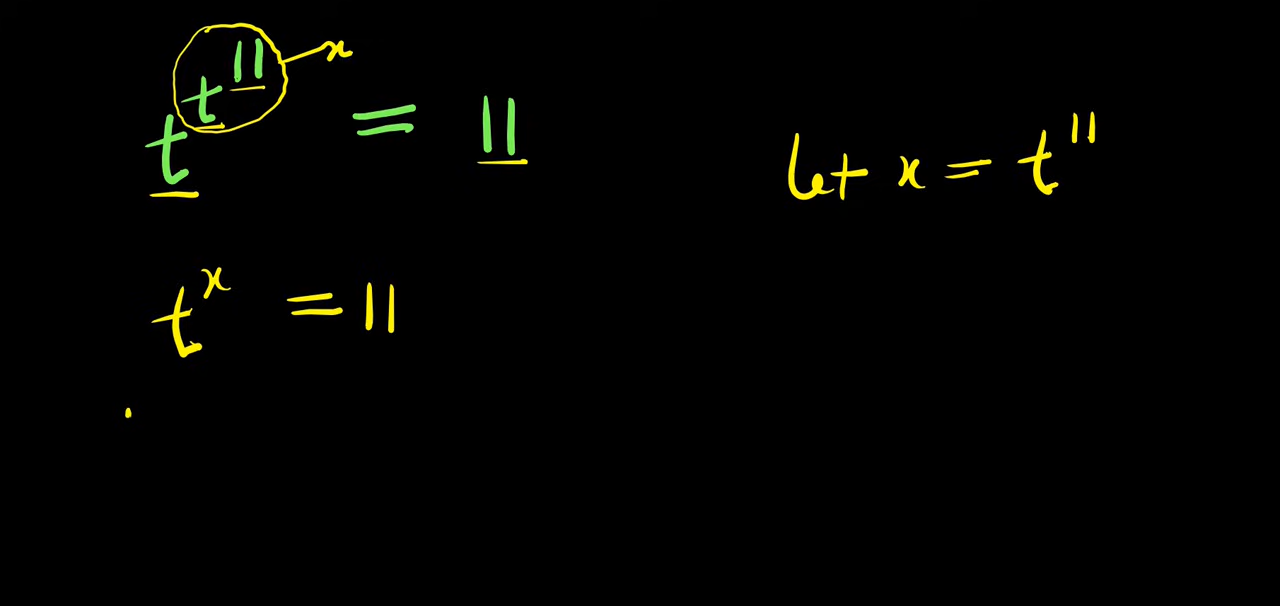 t^t^11 = 11
x
let x = t^11
t^x = 11